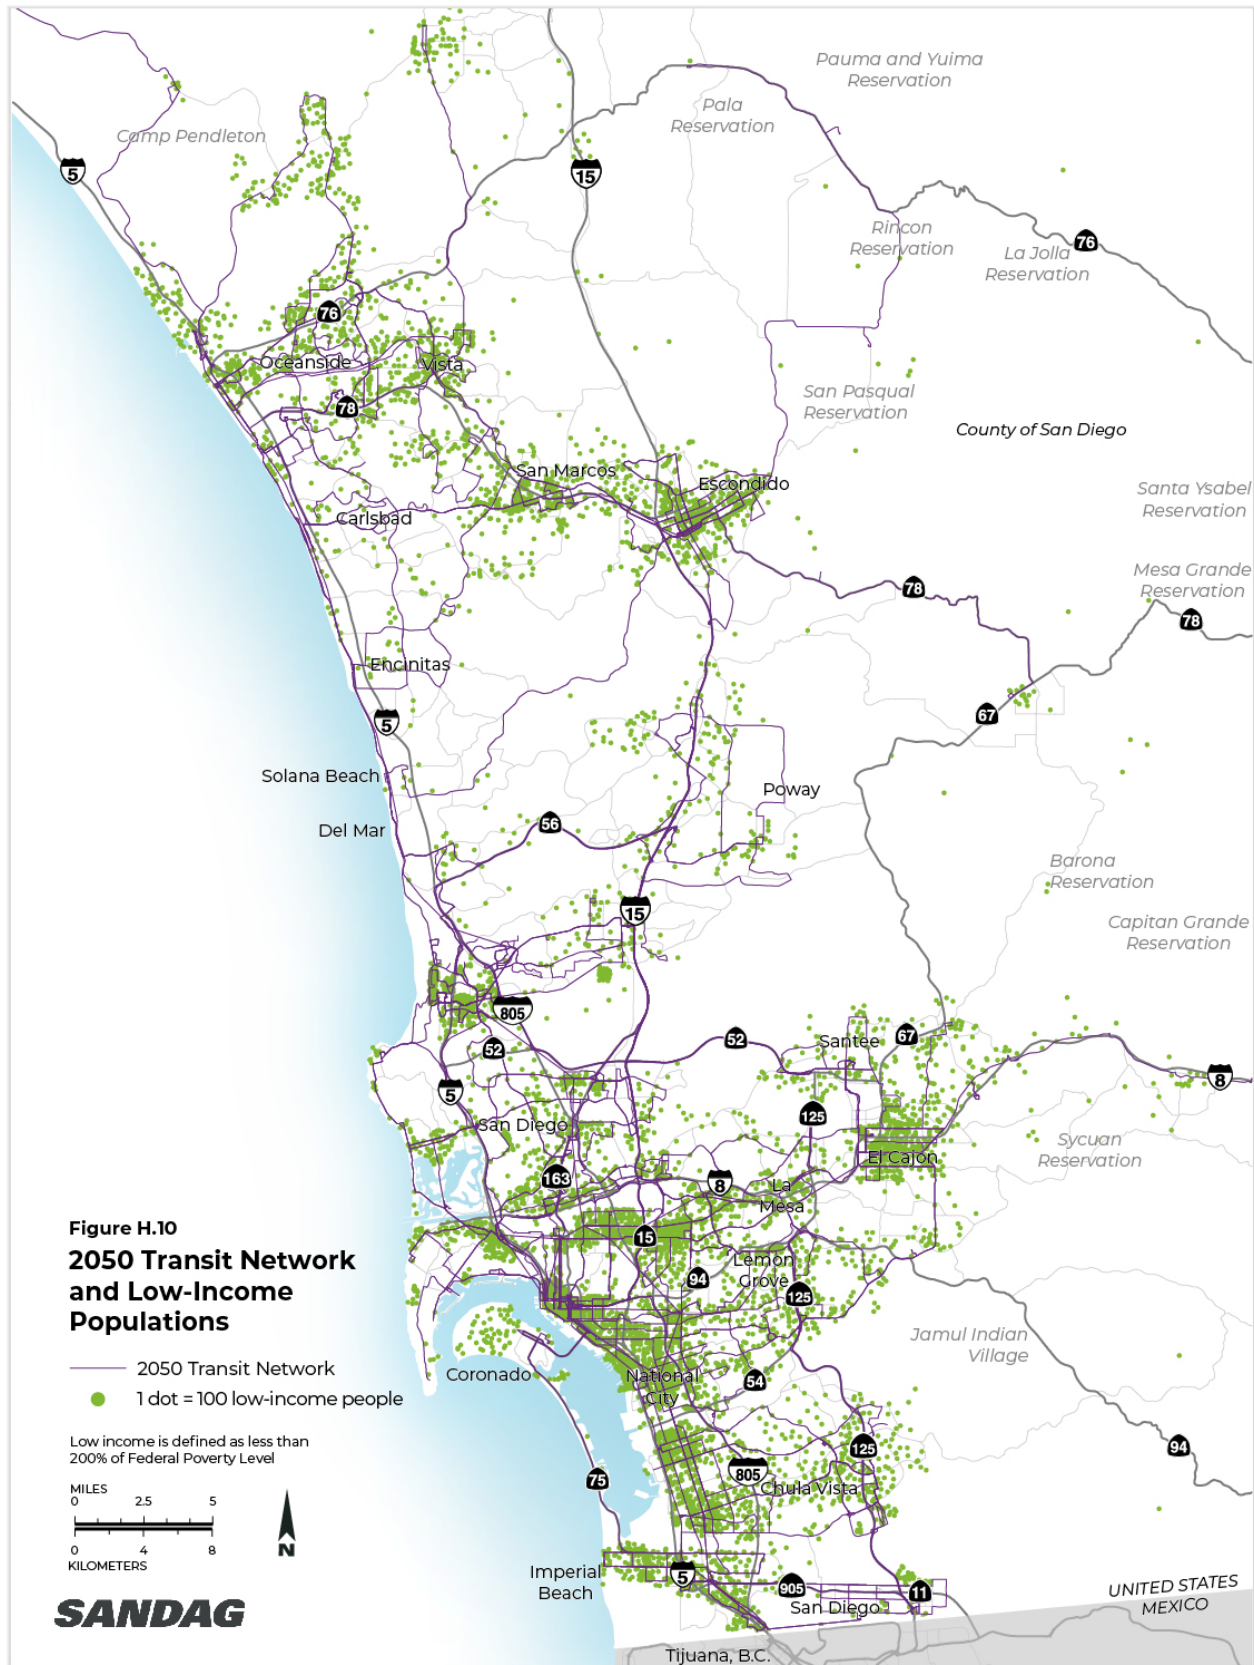 Pauma and Yuima
Reservation
Pala
Reservation
Camp Pendleton
5
15
Rincon
Reservation
76
La Jolla
Reservation
76
Oceanside
Vista
San Pasqual
Reservation
78
County of San Diego
San Marcos
Escondido
Santa Ysabel
Reservation
Carlsbad
Mesa Grande
Reservation
78
78
Encinitas
67
5
Solana Beach
Poway
56
Del Mar
Barona
Reservation
15
Capitan Grande
Reservation
805
52
Santee
67
52
8
5
125
San Diego
Sycuan
Reservation
El Cajon
163
8
La
Mesa
15
Lemon
Grove
94
125
Jamul Indian
Village
Coronado
National
City
54
125
94
805
75
Chula Vista
Imperial
Beach
5
905
11
San Diego
UNITED STATES
MEXICO
Tijuana, B.C.
Figure H.10
2050 Transit Network
and Low-Income
Populations
2050 Transit Network
1 dot = 100 low-income people
Low income is defined as less than
200% of Federal Poverty Level
MILES
0 2.5 5
0 4 8
KILOMETERS
N
SANDAG